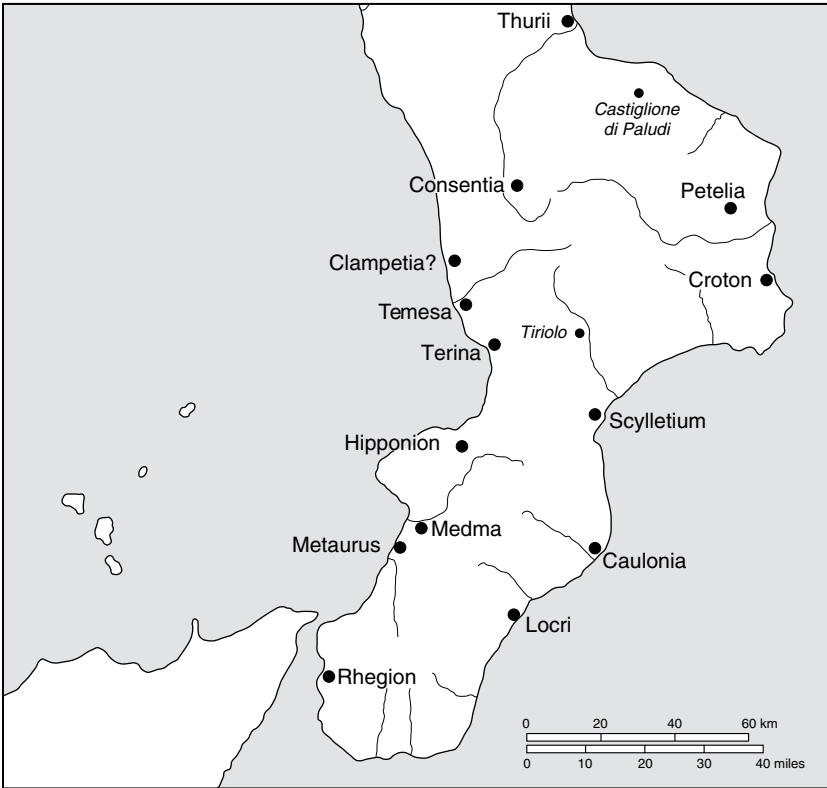 Thurii
Castiglione
di Paludi
Consentia
Petelia
Clampetia?
Croton
Temesa
Tiriolo
Terina
Scylletium
Hipponion
Medma
Metaurus
Caulonia
Locri
Rhegion
0 20 40 60 km
0 10 20 30 40 miles